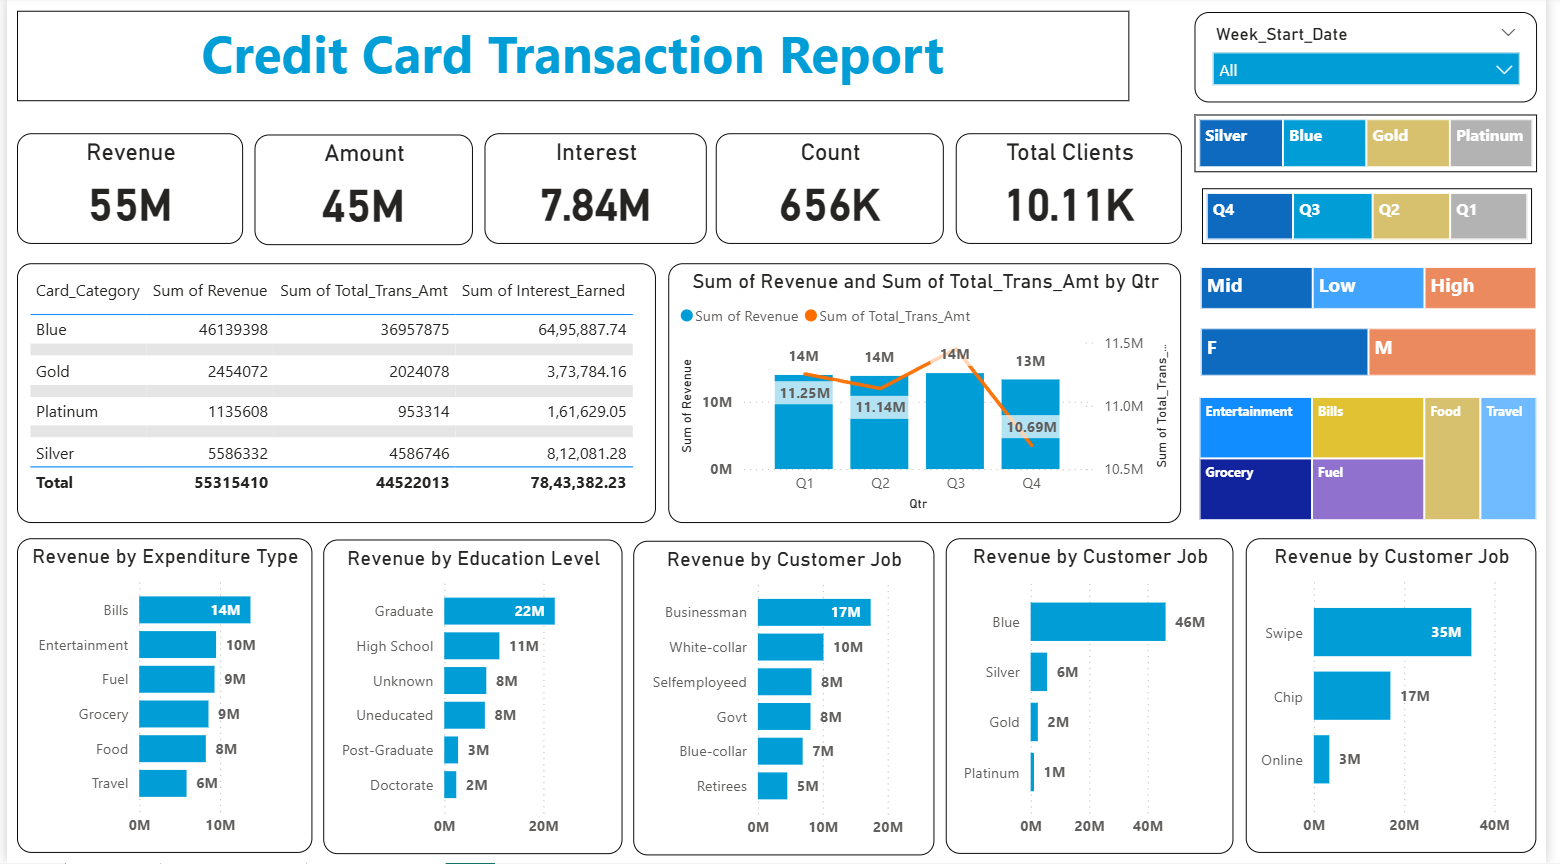 Credit Card Transaction Report
Week_Start_Date
All
Silver Blue Gold Platinum
Q4 Q3 Q2 Q1
Mid Low High
F M
Entertainment Bills Food Travel
Grocery Fuel
Revenue
55M
Amount
45M
Interest
7.84M
Count
656K
Total Clients
10.11K
Card_Category Sum of Revenue Sum of Total_Trans_Amt Sum of Interest_Earned
Blue 46139398 36957875 64,95,887.74
Gold 2454072 2024078 3,73,784.16
Platinum 1135608 953314 1,61,629.05
Silver 5586332 4586746 8,12,081.28
Total 55315410 44522013 78,43,382.23
Sum of Revenue and Sum of Total_Trans_Amt by Qtr
Sum of Revenue Sum of Total_Trans_Amt
Sum of Revenue
10M
0M
14M 14M 14M 13M
11.25M 11.14M 10.69M
11.5M
11.0M
10.5M
Sum of Total_Trans_...
Q1 Q2 Q3 Q4
Qtr
Revenue by Expenditure Type
Bills 14M
Entertainment 10M
Fuel 9M
Grocery 9M
Food 8M
Travel 6M
0M 10M
Revenue by Education Level
Graduate 22M
High School 11M
Unknown 8M
Uneducated 8M
Post-Graduate 3M
Doctorate 2M
0M 20M
Revenue by Customer Job
Businessman 17M
White-collar 10M
Selfemployeed 8M
Govt 8M
Blue-collar 7M
Retirees 5M
0M 10M 20M
Revenue by Customer Job
Blue 46M
Silver 6M
Gold 2M
Platinum 1M
0M 20M 40M
Revenue by Customer Job
Swipe 35M
Chip 17M
Online 3M
0M 20M 40M